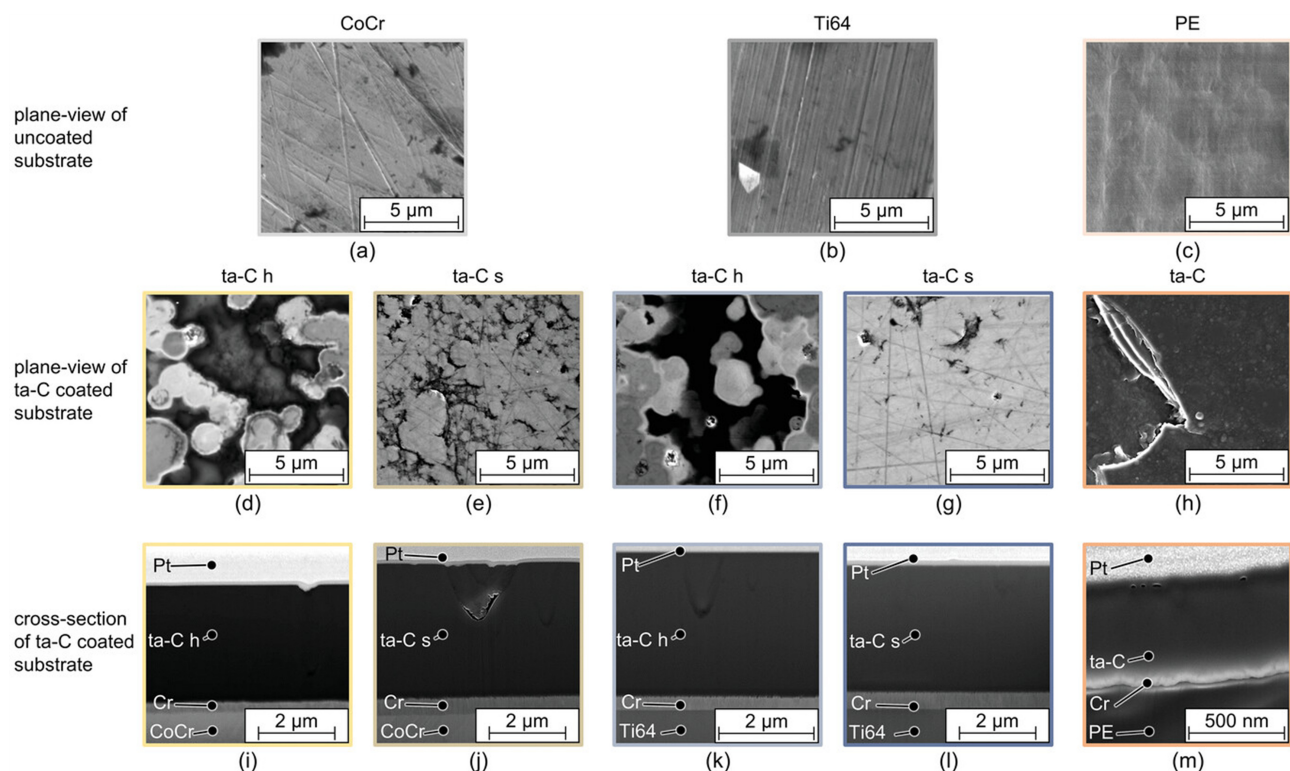 CoCr
Ti64
PE
plane-view of
uncoated
substrate
5 µm
5 µm
5 µm
(a)
(b)
(c)
ta-C h
ta-C s
ta-C h
ta-C s
ta-C
plane-view of
ta-C coated
substrate
5 µm
5 µm
5 µm
5 µm
5 µm
(d)
(e)
(f)
(g)
(h)
cross-section
of ta-C coated
substrate
Pt
ta-C h
Cr
CoCr
2 µm
Pt
ta-C s
Cr
CoCr
2 µm
Pt
ta-C h
Cr
Ti64
2 µm
Pt
ta-C s
Cr
Ti64
2 µm
Pt
ta-C
Cr
PE
500 nm
(i)
(j)
(k)
(l)
(m)